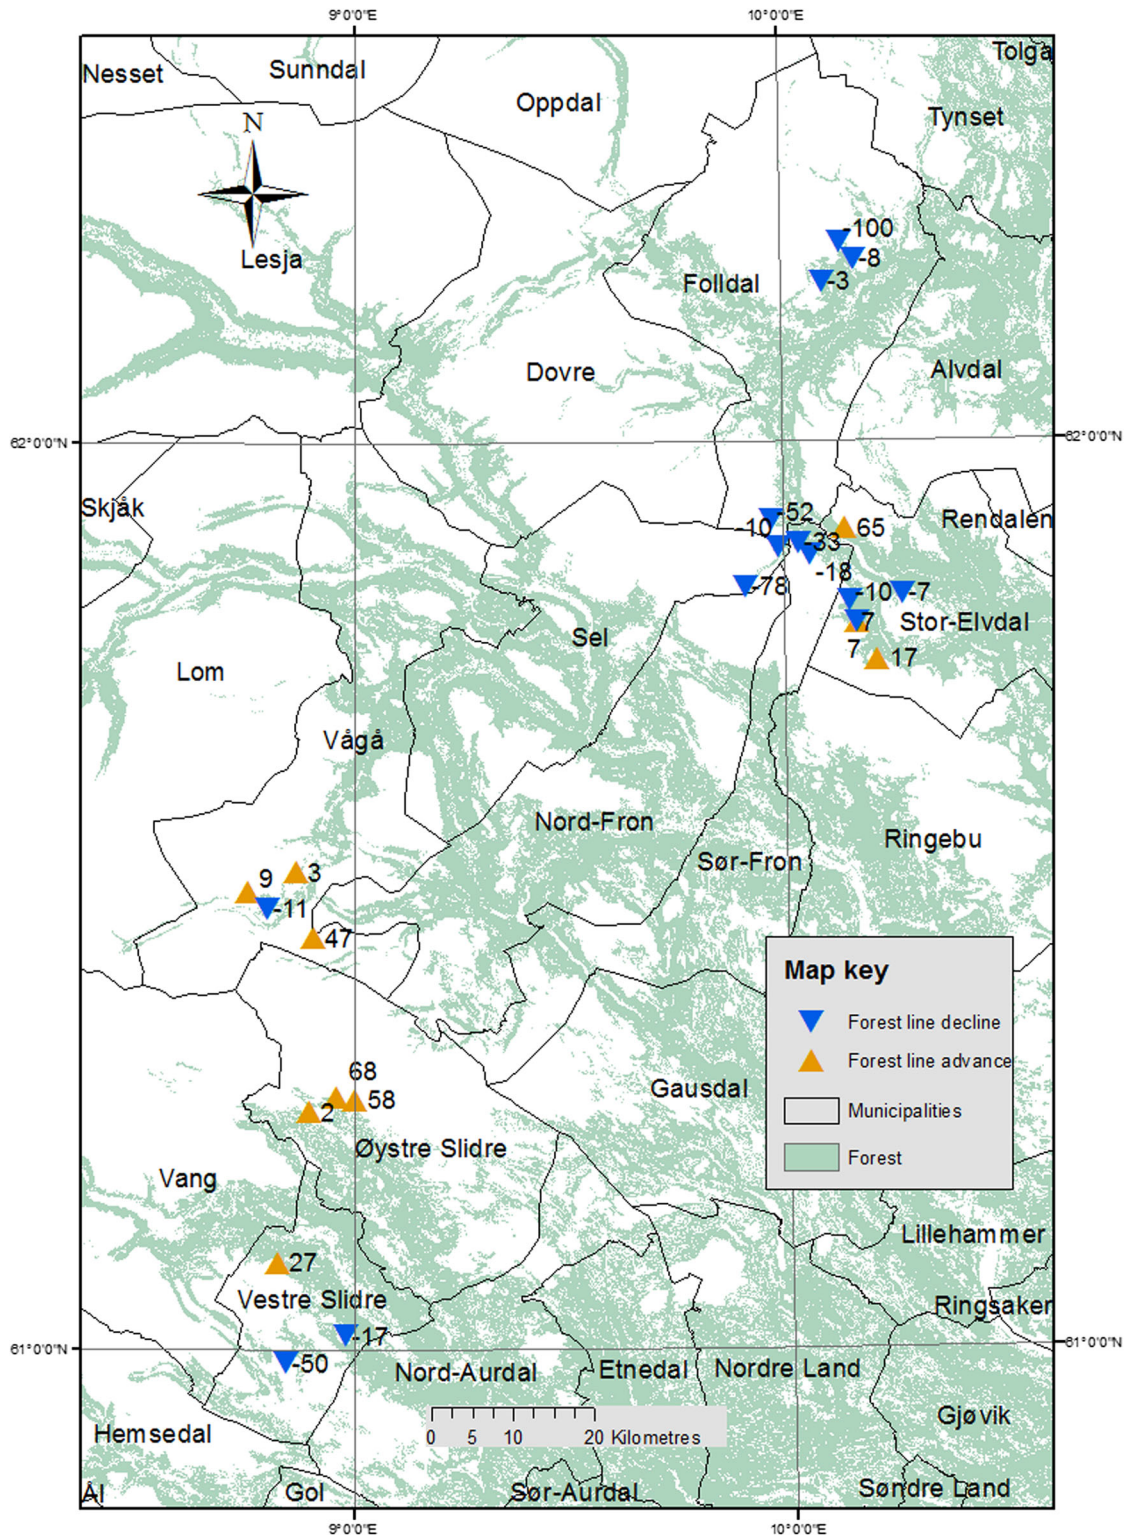 9°0'0"E 10°0'0"E
Tolga
Nesset Sunndal
Oppdal
Tynset
N
-100
-8
Lesja
-3
Folldal
Dovre
Alvdal
62°0'0"N 62°0'0"N
Skjåk
-52 Rendalen
-10 65
-33
-18
-78 -10 -7
Stor-Elvdal
7
Sel
7
17
Lom
Vågå
Nord-Fron
Ringebu
Sør-Fron
3
9
-11
47
Map key
Forest line decline
Forest line advance
Municipalities
Forest
68
58
2
Gausdal
Øystre Slidre
Vang
Lillehammer
27
Vestre Slidre
Ringsaker
-17
61°0'0"N 61°0'0"N
-50
Nord-Aurdal
Etnedal
Nordre Land
Gjøvik
Hemsedal
0 5 10 20 Kilometres
Ål
Gol
Sør-Aurdal
Søndre Land
9°0'0"E 10°0'0"E